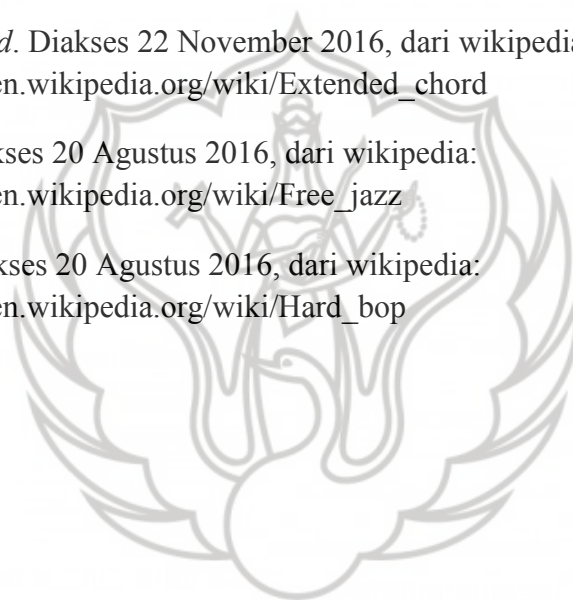 d. Diakses 22 November 2016, dari wikipedia
en.wikipedia.org/wiki/Extended_chord
kses 20 Agustus 2016, dari wikipedia:
en.wikipedia.org/wiki/Free_jazz
kses 20 Agustus 2016, dari wikipedia:
en.wikipedia.org/wiki/Hard_bop